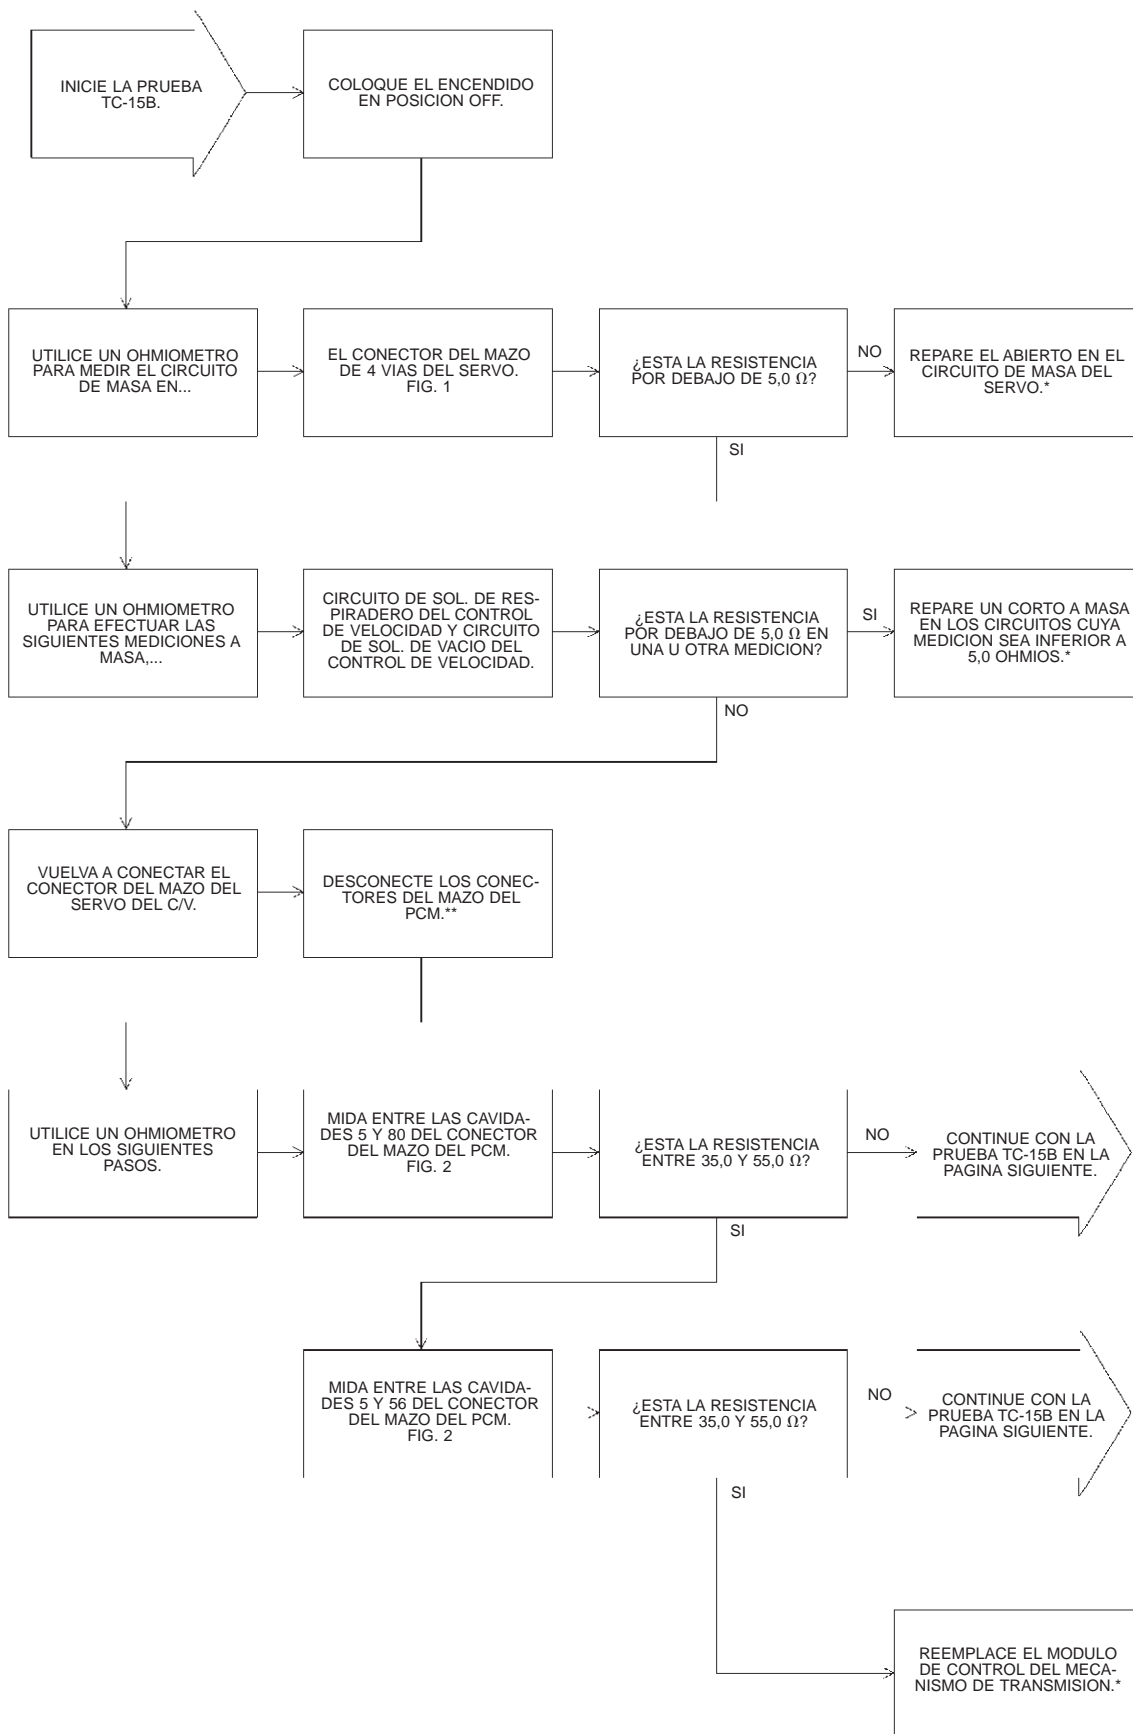 INICIE LA PRUEBA
TC-15B.
COLOQUE EL ENCENDIDO
EN POSICION OFF.
UTILICE UN OHMIOMETRO
PARA MEDIR EL CIRCUITO
DE MASA EN...
EL CONECTOR DEL MAZO
DE 4 VIAS DEL SERVO.
FIG. 1
¿ESTA LA RESISTENCIA
POR DEBAJO DE 5,0 Ω?
NO
REPARE EL ABIERTO EN EL
CIRCUITO DE MASA DEL
SERVO.*
SI
UTILICE UN OHMIOMETRO
PARA EFECTUAR LAS
SIGUIENTES MEDICIONES A
MASA,...
CIRCUITO DE SOL. DE RES-
PIRADERO DEL CONTROL
DE VELOCIDAD Y CIRCUITO
DE SOL. DE VACIO DEL
CONTROL DE VELOCIDAD.
¿ESTA LA RESISTENCIA
POR DEBAJO DE 5,0 Ω EN
UNA U OTRA MEDICION?
SI
REPARE UN CORTO A MASA
EN LOS CIRCUITOS CUYA
MEDICION SEA INFERIOR A
5,0 OHMIOS.*
NO
VUELVA A CONECTAR EL
CONECTOR DEL MAZO DEL
SERVO DEL C/V.
DESCONECTE LOS CONEC-
TORES DEL MAZO DEL
PCM.**
UTILICE UN OHMIOMETRO
EN LOS SIGUIENTES
PASOS.
MIDA ENTRE LAS CAVIDA-
DES 5 Y 80 DEL CONECTOR
DEL MAZO DEL PCM.
FIG. 2
¿ESTA LA RESISTENCIA
ENTRE 35,0 Y 55,0 Ω?
NO
CONTINUE CON LA
PRUEBA TC-15B EN LA
PAGINA SIGUIENTE.
SI
MIDA ENTRE LAS CAVIDA-
DES 5 Y 56 DEL CONECTOR
DEL MAZO DEL PCM.
FIG. 2
¿ESTA LA RESISTENCIA
ENTRE 35,0 Y 55,0 Ω?
NO
CONTINUE CON LA
PRUEBA TC-15B EN LA
PAGINA SIGUIENTE.
SI
REEMPLACE EL MODULO
DE CONTROL DEL MECA-
NISMO DE TRANSMISION.*